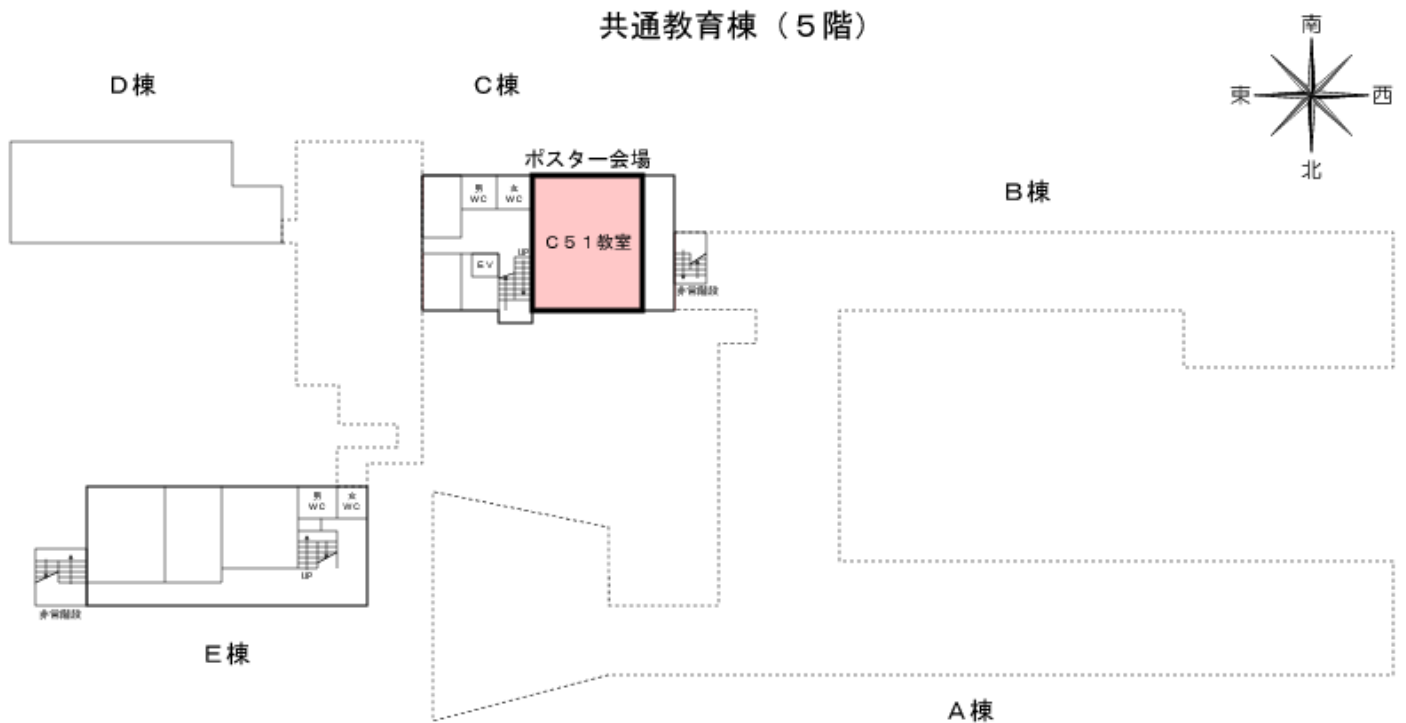 共通教育棟（５階）
南
東
西
北
D棟
C棟
B棟
ポスター会場
男
WC
女
WC
C51教室
UP
EV
非常階段
男
WC
女
WC
UP
非常階段
E棟
A棟